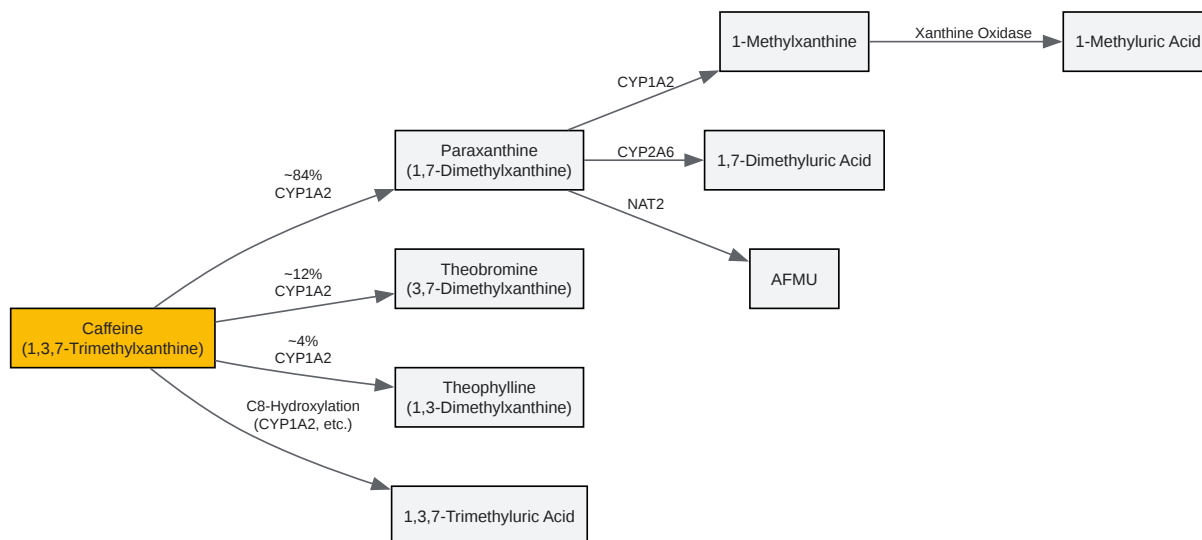 1-Methylxanthine
Xanthine Oxidase
1-Methyluric Acid
CYP1A2
Paraxanthine
(1,7-Dimethylxanthine)
CYP2A6
1,7-Dimethyluric Acid
~84%
CYP1A2
NAT2
Theobromine
(3,7-Dimethylxanthine)
AFMU
~12%
CYP1A2
Caffeine
(1,3,7-Trimethylxanthine)
~4%
CYP1A2
Theophylline
(1,3-Dimethylxanthine)
C8-Hydroxylation
(CYP1A2, etc.)
1,3,7-Trimethyluric Acid